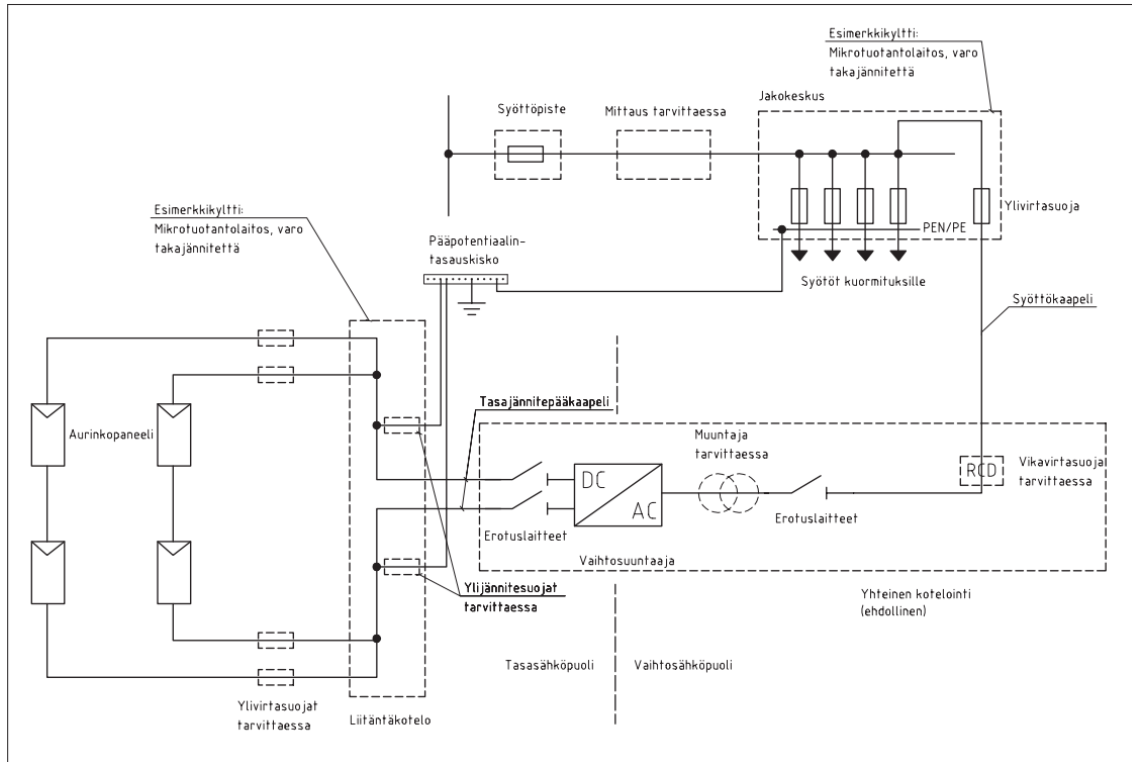 Esimerkkikyltti:
Mikrotuotantolaitos, varo
takajännitettä
Jakokeskus
Syöttöpiste
Mittaus tarvittaessa
Ylivirtasuoja
PEN/PE
Syötöt kuormituksille
Syöttökaapeli
Esimerkkikyltti:
Mikrotuotantolaitos, varo
takajännitettä
Pääpotentiaalin-
tasauskisko
Aurinkopaneeli
Tasajännitepääkaapeli
Muuntaja
tarvittaessa
DC
AC
RCD
Vikavirtasuoja
tarvittaessa
Erotuslaitteet
Erotuslaitteet
Vaihtosuuntaaja
Ylijännitesuojat
tarvittaessa
Yhteinen kotelointi
(ehdollinen)
Tasasähköpuoli
Vaihtosähköpuoli
Ylivirtasuojat
tarvittaessa
Liitäntäkotelo